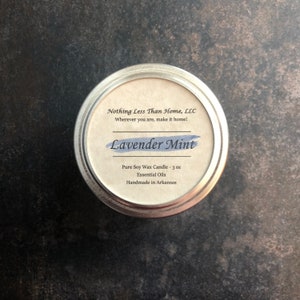 Nothing Less Than Home, LLC
Wherever you are, make it home!
Lavender Mint
Pure Soy Wax Candle - 3 oz
Essential Oils
Handmade in Arkansas